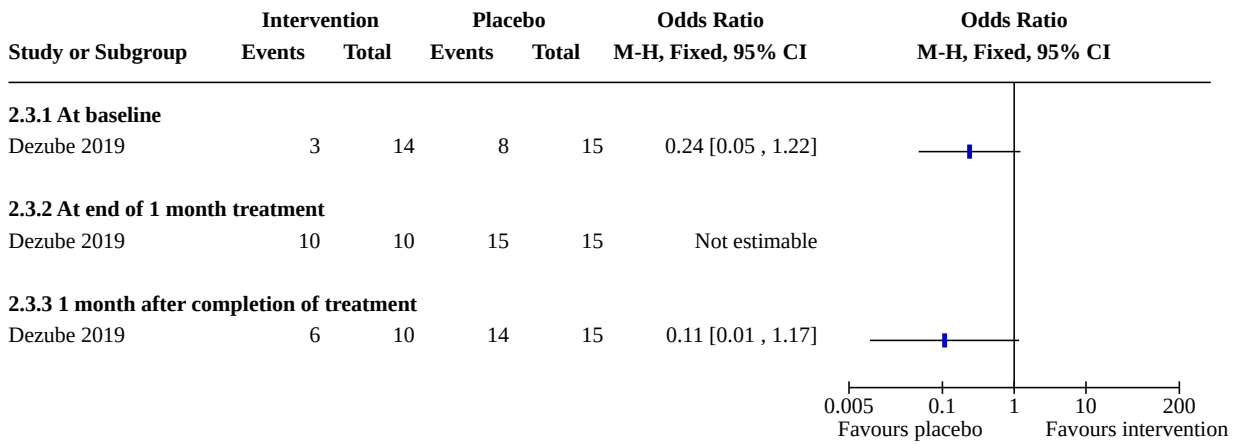 Intervention Placebo Odds Ratio Odds Ratio
Study or Subgroup Events Total Events Total M-H, Fixed, 95% CI M-H, Fixed, 95% CI
2.3.1 At baseline
Dezube 2019 3 14 8 15 0.24 [0.05 , 1.22]
2.3.2 At end of 1 month treatment
Dezube 2019 10 10 15 15 Not estimable
2.3.3 1 month after completion of treatment
Dezube 2019 6 10 14 15 0.11 [0.01 , 1.17]
0.005 0.1 1 10 200
Favours placebo Favours intervention